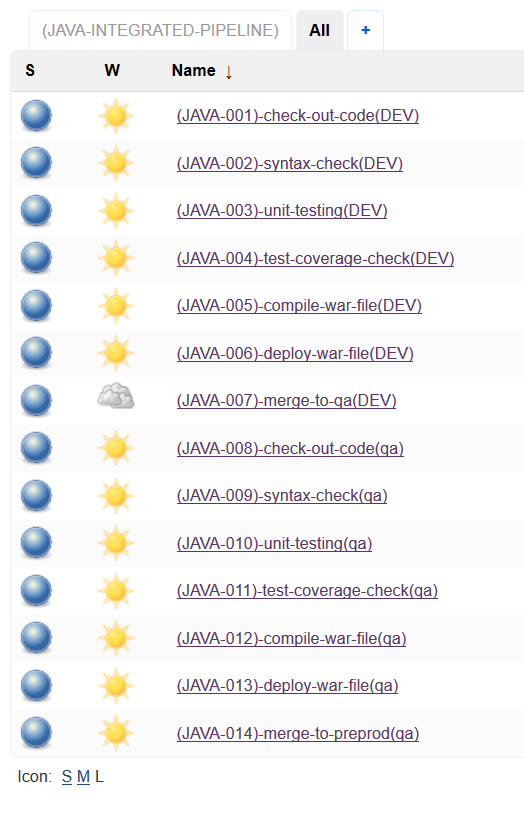 (JAVA-INTEGRATED-PIPELINE) All +
S W Name ↓
(JAVA-001)-check-out-code(DEV)
(JAVA-002)-syntax-check(DEV)
(JAVA-003)-unit-testing(DEV)
(JAVA-004)-test-coverage-check(DEV)
(JAVA-005)-compile-war-file(DEV)
(JAVA-006)-deploy-war-file(DEV)
(JAVA-007)-merge-to-qa(DEV)
(JAVA-008)-check-out-code(qa)
(JAVA-009)-syntax-check(qa)
(JAVA-010)-unit-testing(qa)
(JAVA-011)-test-coverage-check(qa)
(JAVA-012)-compile-war-file(qa)
(JAVA-013)-deploy-war-file(qa)
(JAVA-014)-merge-to-preprod(qa)
Icon: S M L